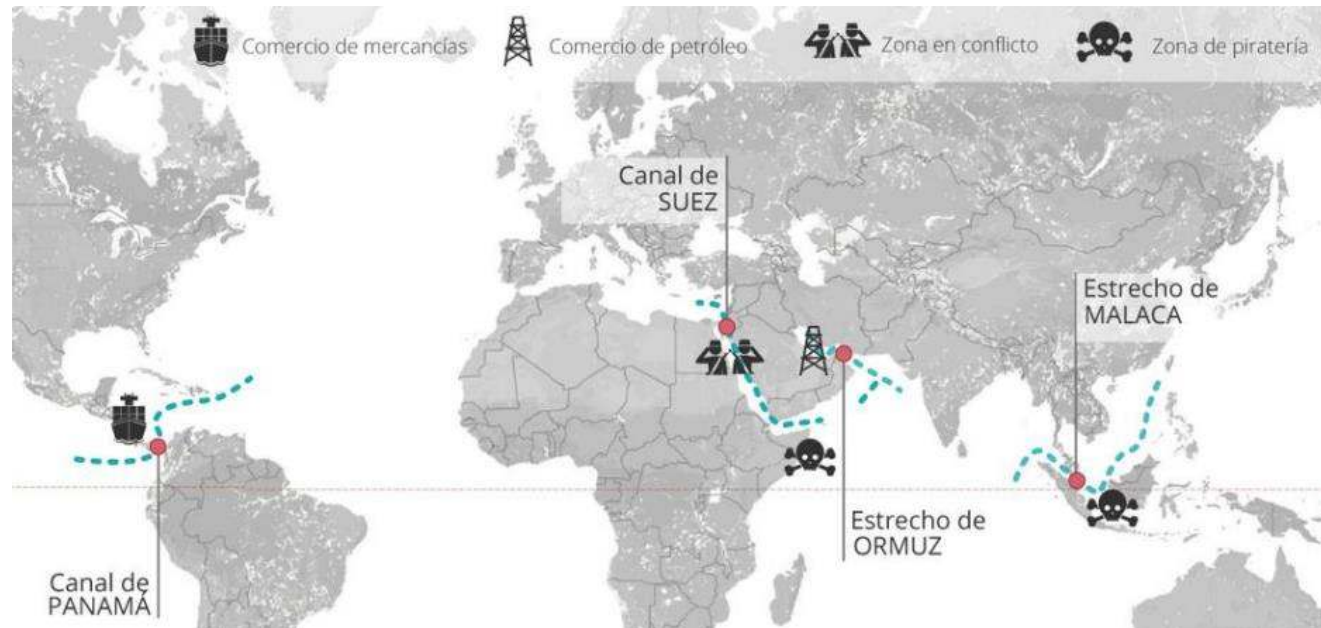 Comercio de mercancías
Comercio de petróleo
Zona en conflicto
Zona de piratería
Canal de
SUEZ
Estrecho de
MALACA
Estrecho de
ORMUZ
Canal de
PANAMÁ